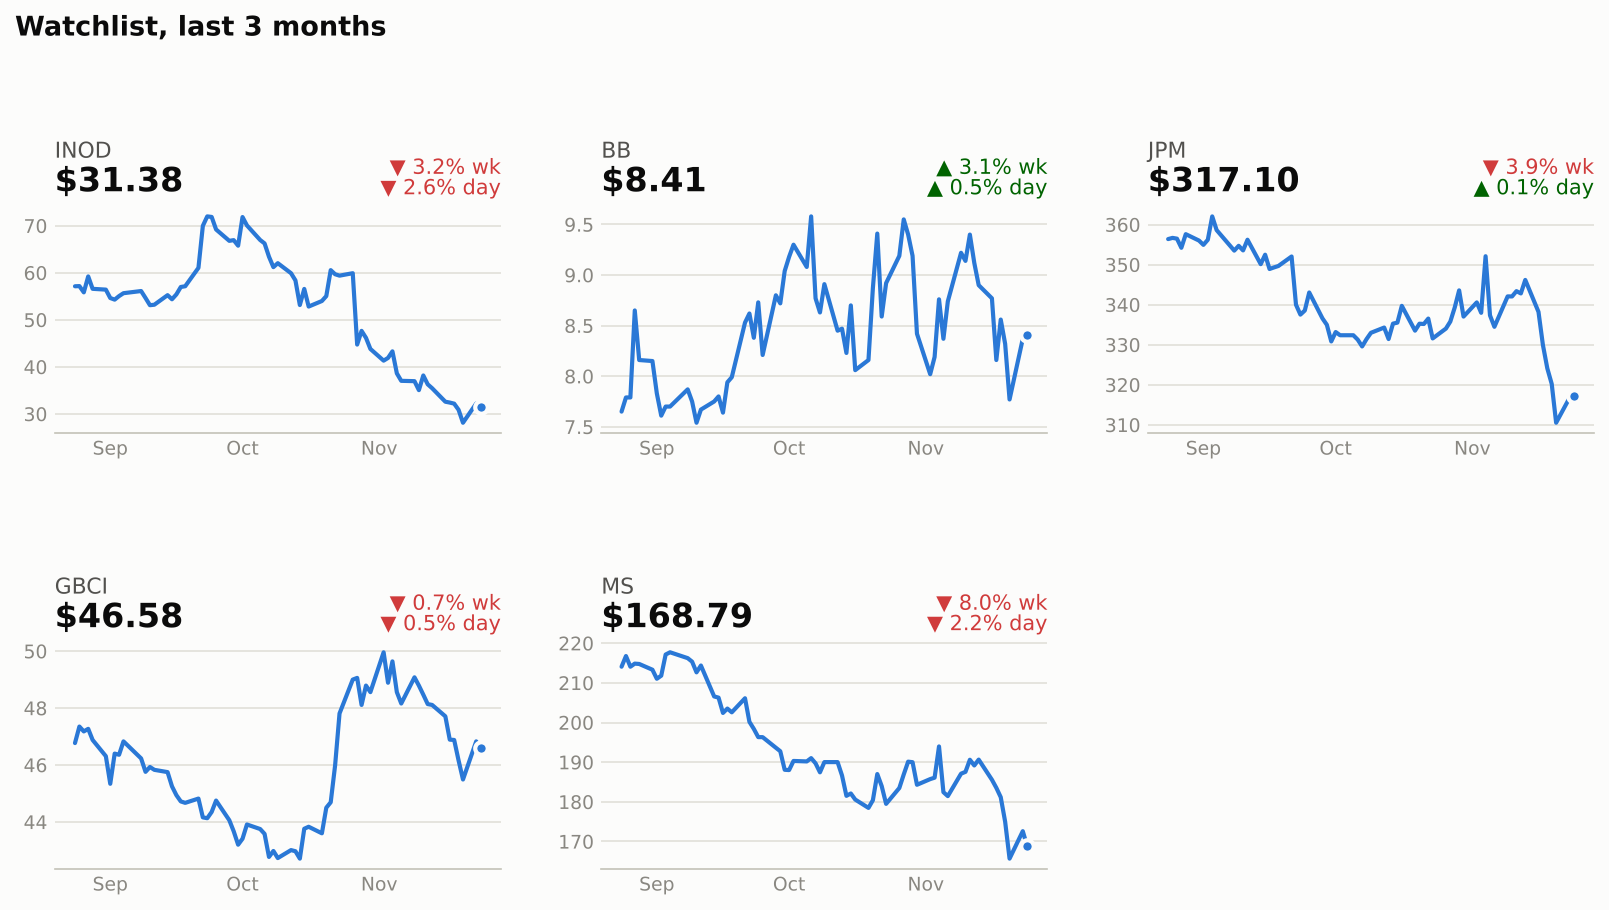 Watchlist, last 3 months
INOD
$31.38
▼ 3.2% wk
▼ 2.6% day
70
60
50
40
30
Sep Oct Nov
BB
$8.41
▲ 3.1% wk
▲ 0.5% day
9.5
9.0
8.5
8.0
7.5
Sep Oct Nov
JPM
$317.10
▼ 3.9% wk
▲ 0.1% day
360
350
340
330
320
310
Sep Oct Nov
GBCI
$46.58
▼ 0.7% wk
▼ 0.5% day
50
48
46
44
Sep Oct Nov
MS
$168.79
▼ 8.0% wk
▼ 2.2% day
220
210
200
190
180
170
Sep Oct Nov